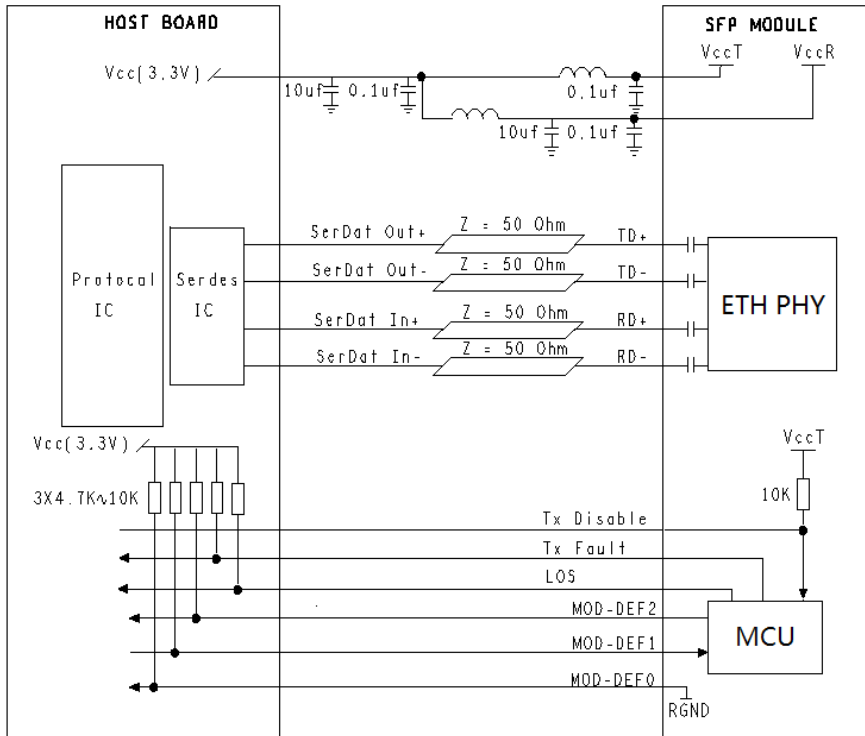 HOST BOARD
SFP MODULE
VccT
VccR
Vcc(3.3V)
10uf
0.1uf
0.1uf
10uf
0.1uf
SerDat Out+
Z = 50 Ohm
TD+
SerDat Out-
Z = 50 Ohm
TD-
Protocal
IC
Serdes
IC
ETH PHY
SerDat In+
Z = 50 Ohm
RD+
SerDat In-
Z = 50 Ohm
RD-
Vcc(3.3V)
VccT
3X4.7K∿10K
10K
Tx Disable
Tx Fault
LOS
MOD-DEF2
MCU
MOD-DEF1
MOD-DEF0
RGND